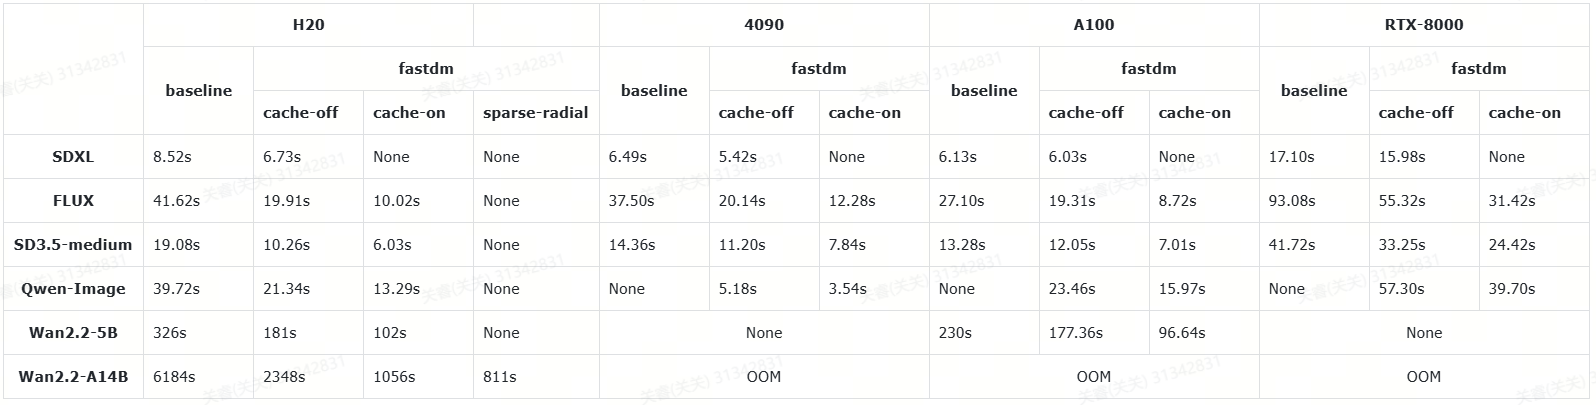 H20 4090 A100 RTX-8000
baseline fastdm baseline fastdm baseline fastdm baseline fastdm
cache-off cache-on sparse-radial cache-off cache-on cache-off cache-on cache-off cache-on
SDXL 8.52s 6.73s None None 6.49s 5.42s None 6.13s 6.03s None 17.10s 15.98s None
FLUX 41.62s 19.91s 10.02s None 37.50s 20.14s 12.28s 27.10s 19.31s 8.72s 93.08s 55.32s 31.42s
SD3.5-medium 19.08s 10.26s 6.03s None 14.36s 11.20s 7.84s 13.28s 12.05s 7.01s 41.72s 33.25s 24.42s
Qwen-Image 39.72s 21.34s 13.29s None None 5.18s 3.54s None 23.46s 15.97s None 57.30s 39.70s
Wan2.2-5B 326s 181s 102s None None 230s 177.36s 96.64s None
Wan2.2-A14B 6184s 2348s 1056s 811s OOM OOM OOM
关睿(关关) 31342831